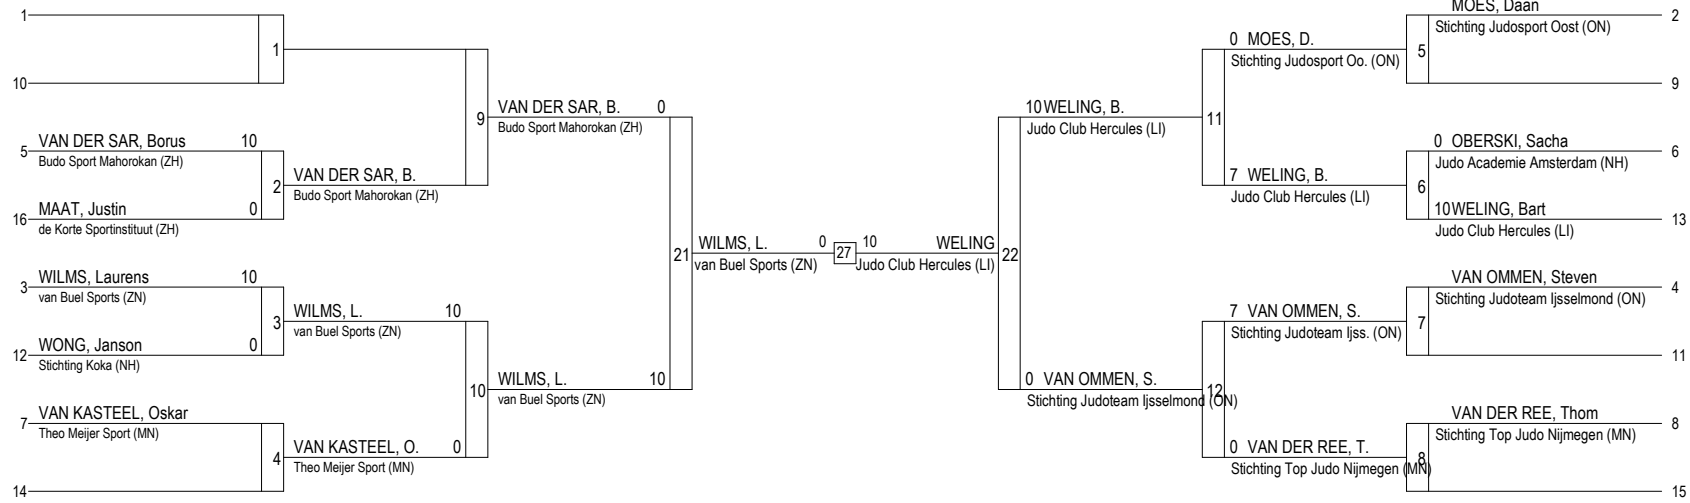 1
1
10
VAN DER SAR, Borus 10
5
Budo Sport Mahorokan (ZH)
2
MAAT, Justin 0
16
de Korte Sportinstituut (ZH)
WILMS, Laurens 10
3
van Buel Sports (ZN)
3
WONG, Janson 0
12
Stichting Koka (NH)
VAN KASTEEL, Oskar
7
Theo Meijer Sport (MN)
4
14
9
VAN DER SAR, B.
Budo Sport Mahorokan (ZH)
WILMS, L. 10
van Buel Sports (ZN)
10
VAN KASTEEL, O. 0
Theo Meijer Sport (MN)
VAN DER SAR, B. 0
Budo Sport Mahorokan (ZH)
21
WILMS, L. 10
van Buel Sports (ZN)
WILMS, L. 0
van Buel Sports (ZN)
27
10 WELING
Judo Club Hercules (LI)
22
10 WELING, B.
Judo Club Hercules (LI)
0 VAN OMMEN, S.
Stichting Judoteam Ijsselmond (ON)
11
0 MOES, D.
Stichting Judosport Oo. (ON)
7 WELING, B.
Judo Club Hercules (LI)
12
7 VAN OMMEN, S.
Stichting Judoteam Ijss. (ON)
0 VAN DER REE, T.
Stichting Top Judo Nijmegen (MN)
MOES, Daan
2
Stichting Judosport Oost (ON)
5
9
0 OBERSKI, Sacha
6
Judo Academie Amsterdam (NH)
6
10 WELING, Bart
13
Judo Club Hercules (LI)
VAN OMMEN, Steven
4
Stichting Judoteam Ijsselmond (ON)
7
11
VAN DER REE, Thom
8
Stichting Top Judo Nijmegen (MN)
8
15